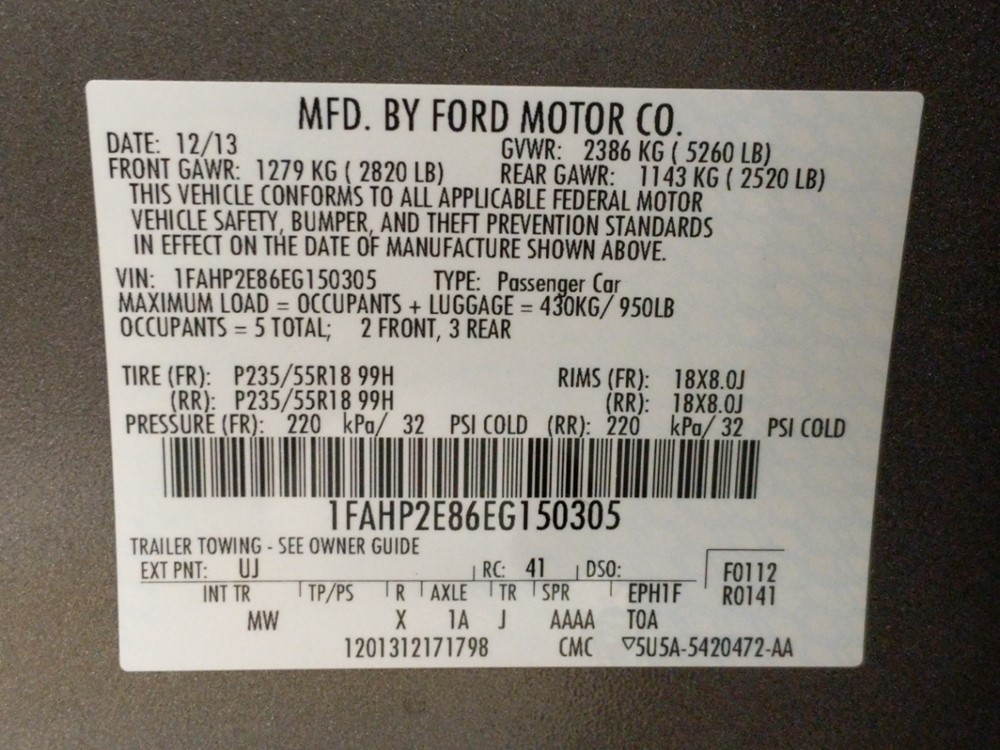 MFD. BY FORD MOTOR CO.
DATE: 12/13 GVWR: 2386 KG ( 5260 LB)
FRONT GAWR: 1279 KG ( 2820 LB) REAR GAWR: 1143 KG ( 2520 LB)
THIS VEHICLE CONFORMS TO ALL APPLICABLE FEDERAL MOTOR
VEHICLE SAFETY, BUMPER, AND THEFT PREVENTION STANDARDS
IN EFFECT ON THE DATE OF MANUFACTURE SHOWN ABOVE.
VIN: 1FAHP2E86EG150305 TYPE: Passenger Car
MAXIMUM LOAD = OCCUPANTS + LUGGAGE = 430KG/ 950LB
OCCUPANTS = 5 TOTAL; 2 FRONT, 3 REAR
TIRE (FR): P235/55R18 99H RIMS (FR): 18X8.0J
(RR): P235/55R18 99H (RR): 18X8.0J
PRESSURE (FR): 220 kPa/ 32 PSI COLD (RR): 220 kPa/ 32 PSI COLD
1FAHP2E86EG150305
TRAILER TOWING - SEE OWNER GUIDE
EXT PNT: UJ RC: 41 DSO: F0112
INT TR TP/PS R AXLE TR SPR EPH1F R0141
MW X 1A J AAAA TOA
1201312171798 CMC ▽5U5A-5420472-AA